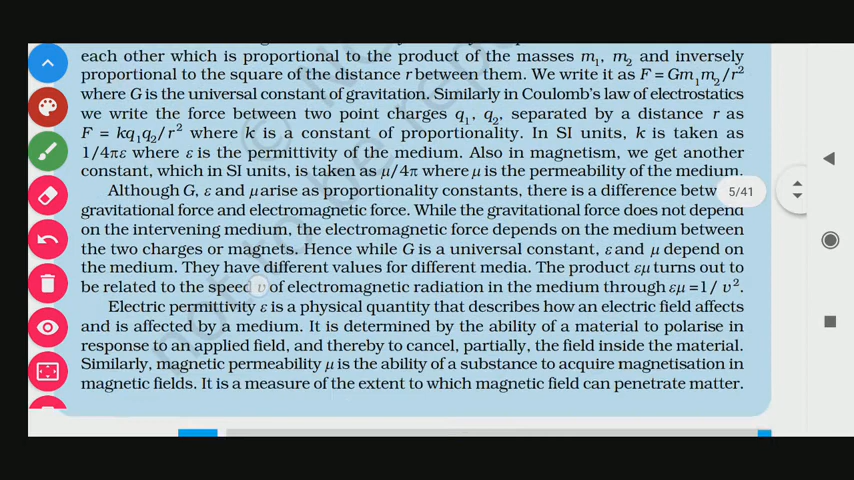 each other which is proportional to the product of the masses m₁, m₂ and inversely
proportional to the square of the distance r between them. We write it as F = Gm₁m₂/r²
where G is the universal constant of gravitation. Similarly in Coulomb's law of electrostatics
we write the force between two point charges q₁, q₂, separated by a distance r as
F = kq₁q₂/r² where k is a constant of proportionality. In SI units, k is taken as
1/4πε where ε is the permittivity of the medium. Also in magnetism, we get another
constant, which in SI units, is taken as μ/4π where μ is the permeability of the medium.
Although G, ε and μ arise as proportionality constants, there is a difference betw
5/41
gravitational force and electromagnetic force. While the gravitational force does not depend
on the intervening medium, the electromagnetic force depends on the medium between
the two charges or magnets. Hence while G is a universal constant, ε and μ depend on
the medium. They have different values for different media. The product εμ turns out to
be related to the speed v of electromagnetic radiation in the medium through εμ =1/ υ².
Electric permittivity ε is a physical quantity that describes how an electric field affects
and is affected by a medium. It is determined by the ability of a material to polarise in
response to an applied field, and thereby to cancel, partially, the field inside the material.
Similarly, magnetic permeability μ is the ability of a substance to acquire magnetisation in
magnetic fields. It is a measure of the extent to which magnetic field can penetrate matter.
not to be